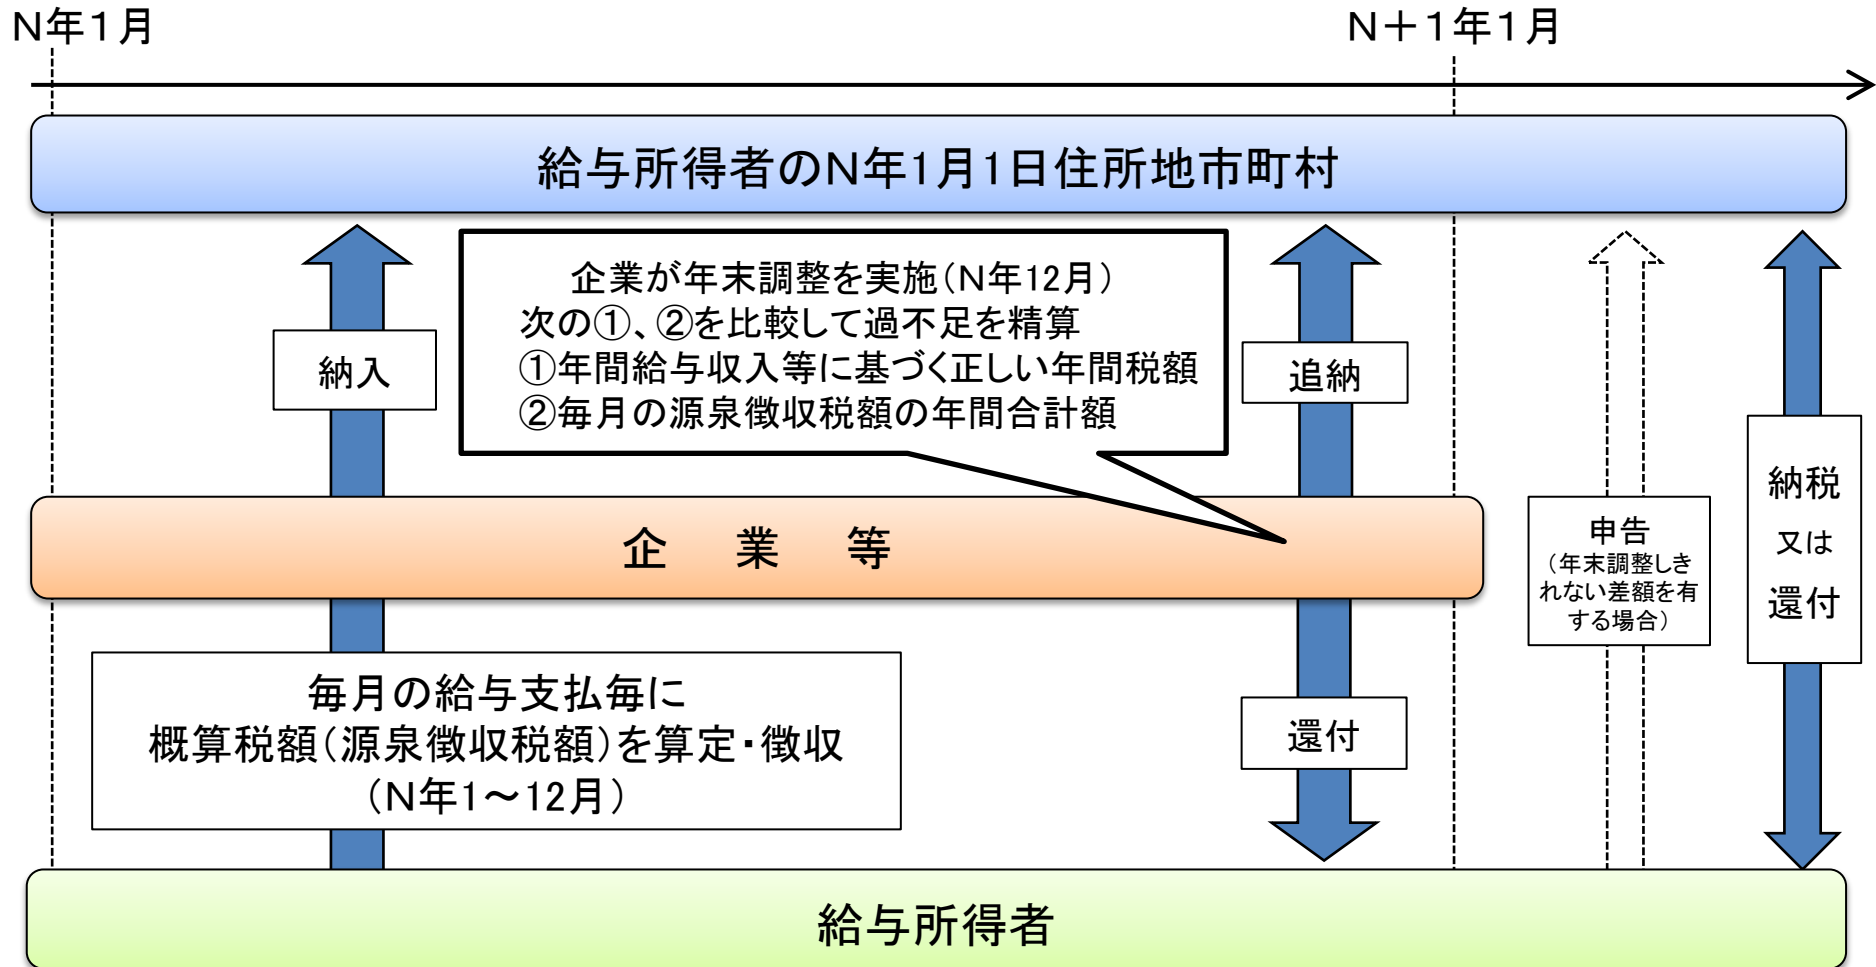 N年1月
N+1年1月
給与所得者のN年1月1日住所地市町村
企業が年末調整を実施(N年12月)
次の①、②を比較して過不足を精算
①年間給与収入等に基づく正しい年間税額
②毎月の源泉徴収税額の年間合計額
納入
追納
納税
又は
還付
企　業　等
申告
(年末調整しき
れない差額を有
する場合)
毎月の給与支払毎に
概算税額(源泉徴収税額)を算定・徴収
(N年1~12月)
還付
給与所得者